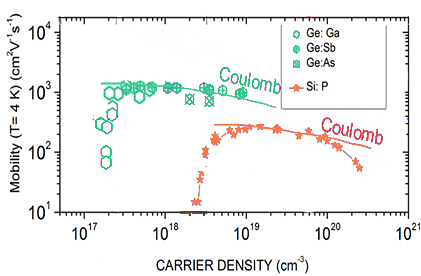 Mobility (T= 4 K) (cm²V⁻¹s⁻¹)
10⁴
10³
10²
10¹
Ge: Ga
Ge:Sb
Ge:As
Si: P
Coulomb
Coulomb
10¹⁷ 10¹⁸ 10¹⁹ 10²⁰ 10²¹
CARRIER DENSITY (cm⁻³)